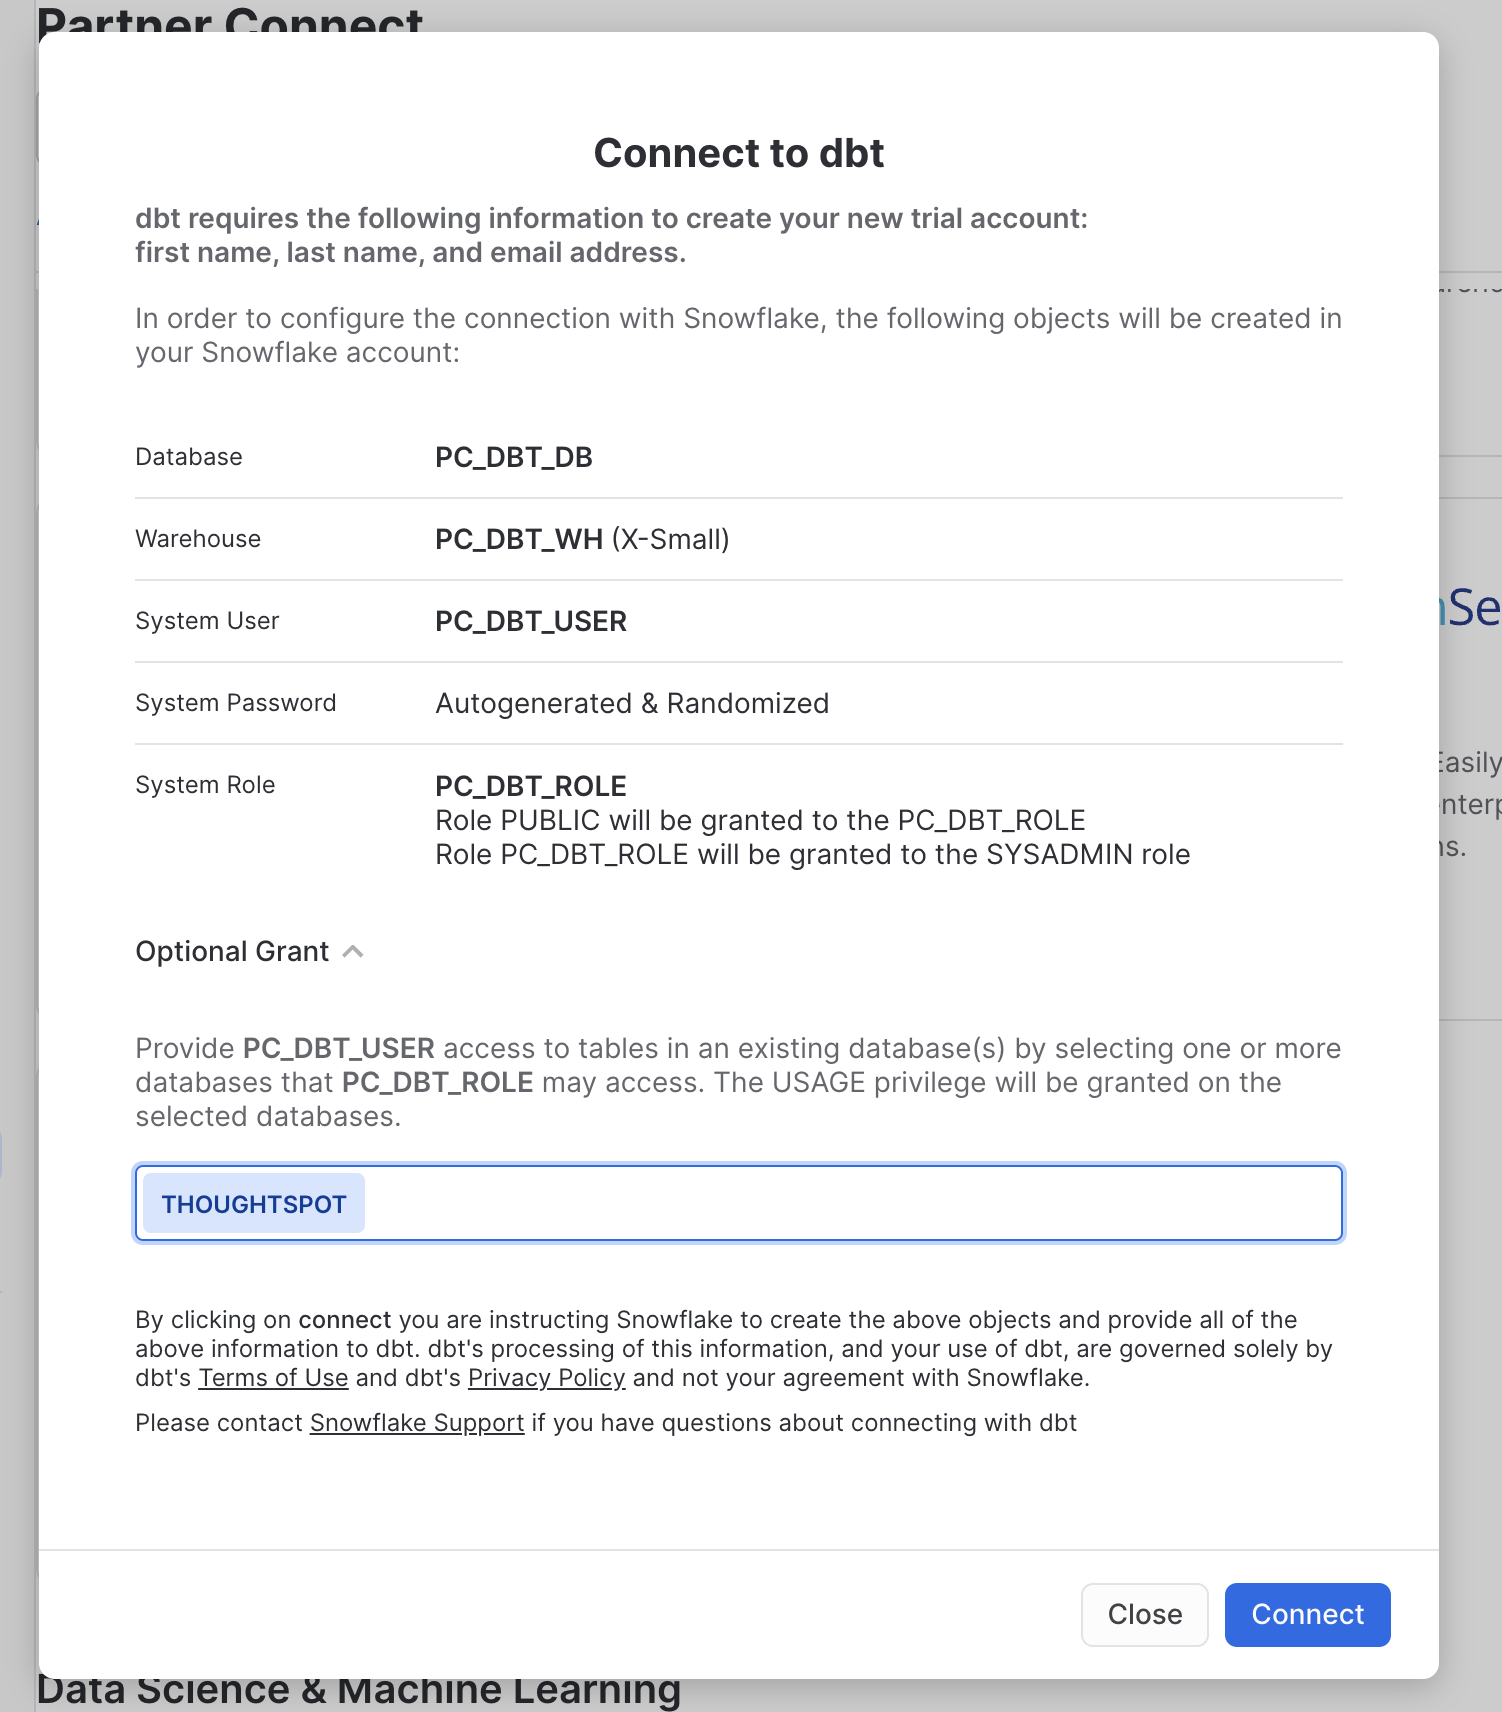 Partner Connect
Connect to dbt
dbt requires the following information to create your new trial account:
first name, last name, and email address.
In order to configure the connection with Snowflake, the following objects will be created in
your Snowflake account:
Database PC_DBT_DB
Warehouse PC_DBT_WH (X-Small)
System User PC_DBT_USER
System Password Autogenerated & Randomized
System Role PC_DBT_ROLE
Role PUBLIC will be granted to the PC_DBT_ROLE
Role PC_DBT_ROLE will be granted to the SYSADMIN role
Optional Grant
Provide PC_DBT_USER access to tables in an existing database(s) by selecting one or more
databases that PC_DBT_ROLE may access. The USAGE privilege will be granted on the
selected databases.
THOUGHTSPOT
By clicking on connect you are instructing Snowflake to create the above objects and provide all of the
above information to dbt. dbt's processing of this information, and your use of dbt, are governed solely by
dbt's Terms of Use and dbt's Privacy Policy and not your agreement with Snowflake.
Please contact Snowflake Support if you have questions about connecting with dbt
Close Connect
Easily
Data Science & Machine Learning